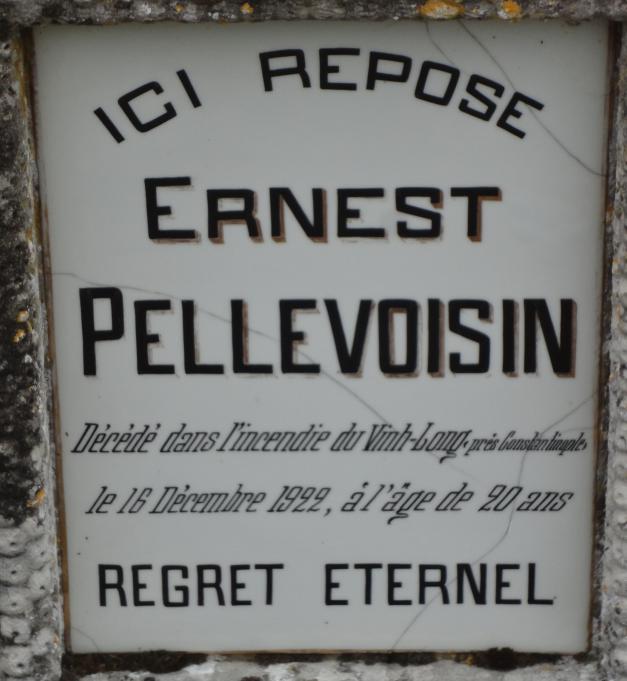 ICI REPOSE
ERNEST
PELLEVOISIN
Décédé dans l'incendie du Vinh-Long, près Constantinople,
le 16 Décembre 1922, á l'âge de 20 ans
REGRET ETERNEL